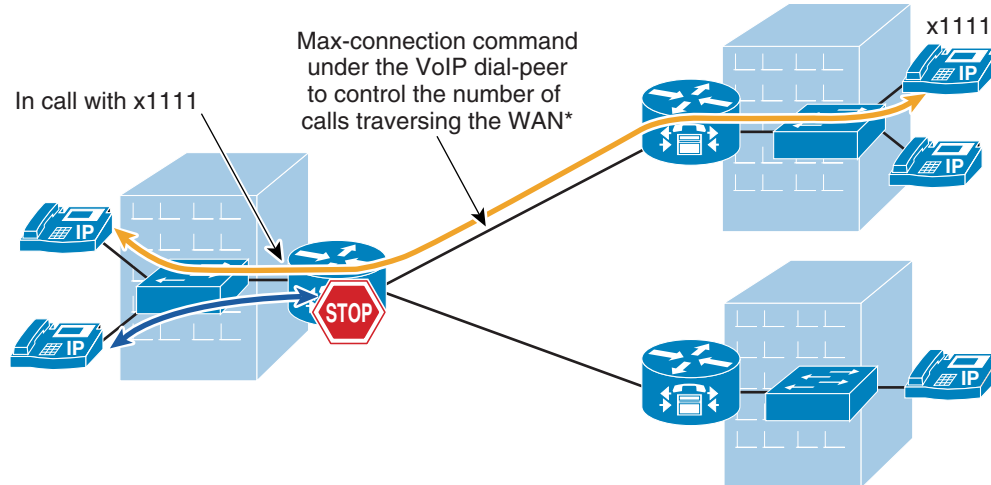 x1111
Max-connection command
under the VoIP dial-peer
to control the number of
calls traversing the WAN*
In call with x1111
IP
IP
IP
STOP
IP
IP